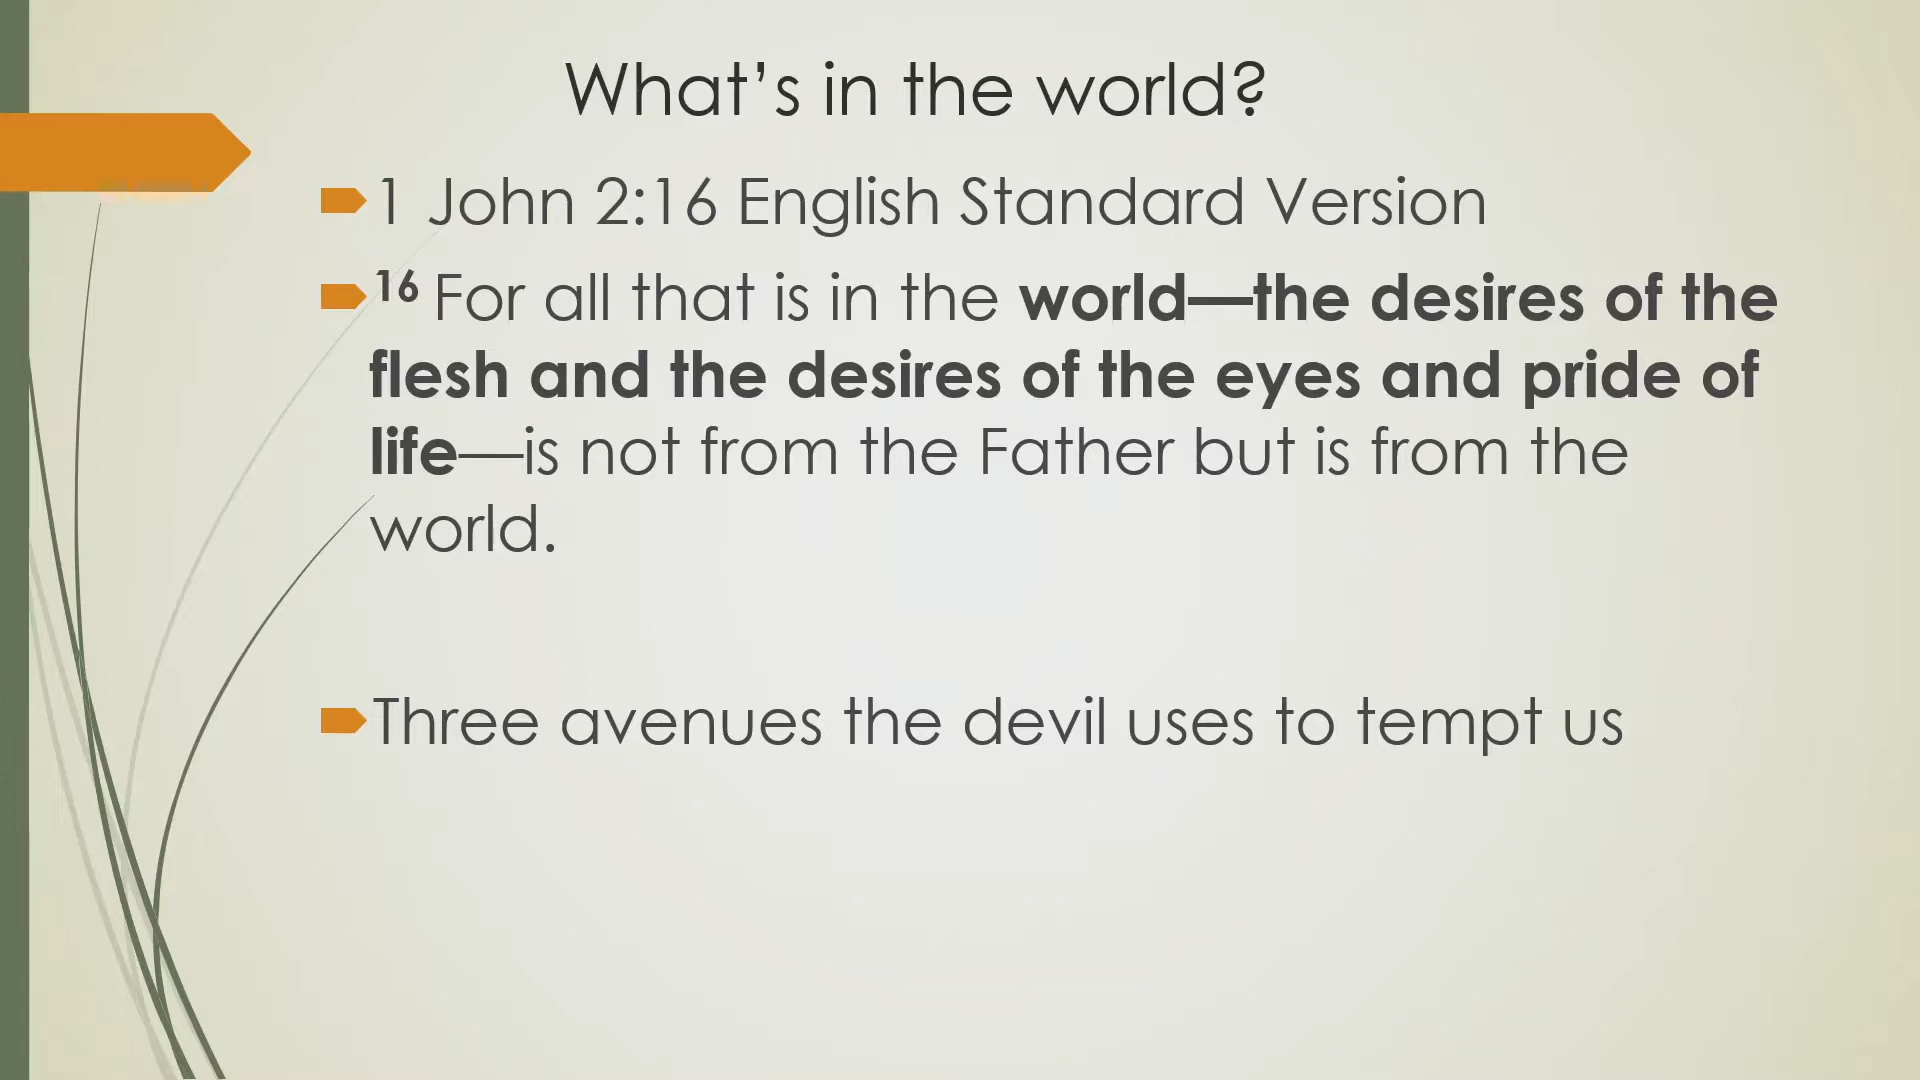 What’s in the world?
1 John 2:16 English Standard Version
16 For all that is in the world—the desires of the
flesh and the desires of the eyes and pride of
life—is not from the Father but is from the
world.
Three avenues the devil uses to tempt us